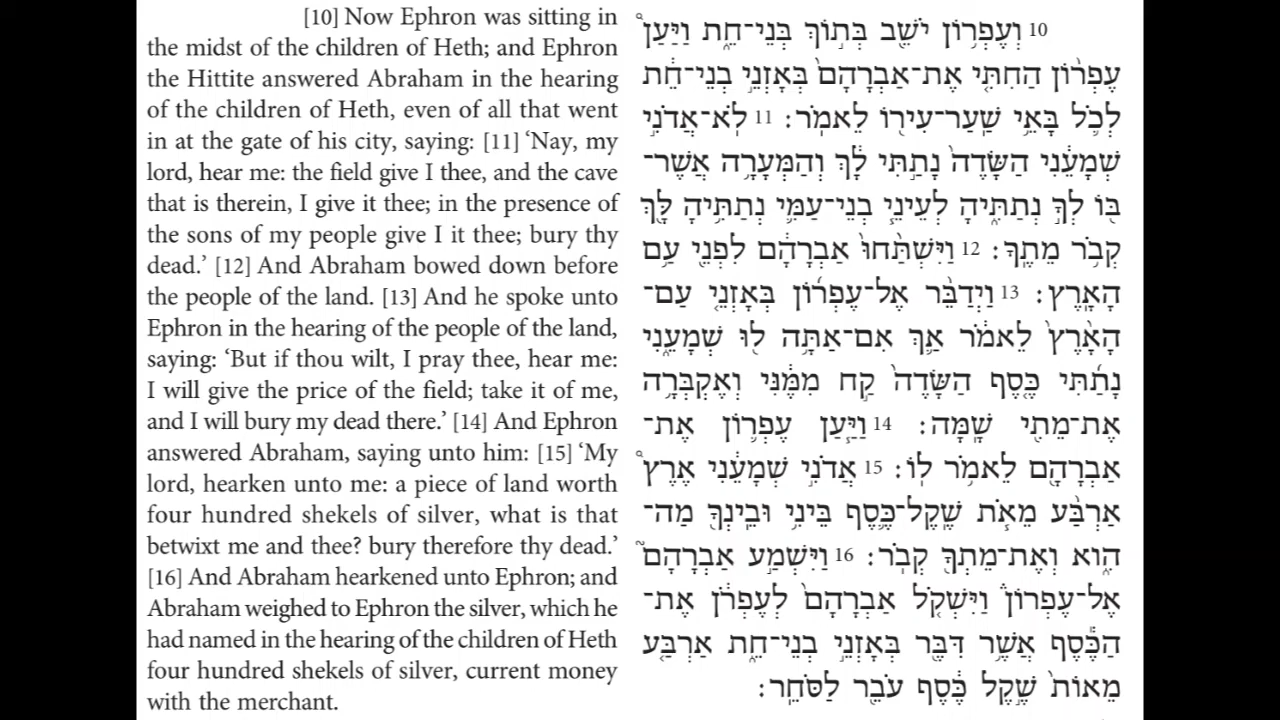 [10] Now Ephron was sitting in
the midst of the children of Heth; and Ephron
the Hittite answered Abraham in the hearing
of the children of Heth, even of all that went
in at the gate of his city, saying: [11] ‘Nay, my
lord, hear me: the field give I thee, and the cave
that is therein, I give it thee; in the presence of
the sons of my people give I it thee; bury thy
dead.’ [12] And Abraham bowed down before
the people of the land. [13] And he spoke unto
Ephron in the hearing of the people of the land,
saying: ‘But if thou wilt, I pray thee, hear me:
I will give the price of the field; take it of me,
and I will bury my dead there.’ [14] And Ephron
answered Abraham, saying unto him: [15] ‘My
lord, hearken unto me: a piece of land worth
four hundred shekels of silver, what is that
betwixt me and thee? bury therefore thy dead.’
[16] And Abraham hearkened unto Ephron; and
Abraham weighed to Ephron the silver, which he
had named in the hearing of the children of Heth
four hundred shekels of silver, current money
with the merchant.
10 וְעֶפְר֥וֹן יֹשֵׁ֖ב בְּת֣וֹךְ בְּנֵי־חֵ֑ת וַיַּעַן֩
עֶפְר֨וֹן הַחִתִּ֤י אֶת־אַבְרָהָם֙ בְּאׇזְנֵ֣י בְנֵי־חֵ֔ת
לְכֹ֛ל בָּאֵ֥י שַֽׁעַר־עִיר֖וֹ לֵאמֹֽר׃ 11 לֹֽא־אֲדֹנִ֣י
שְׁמָעֵ֔נִי הַשָּׂדֶה֙ נָתַ֣תִּי לָ֔ךְ וְהַמְּעָרָ֥ה אֲשֶׁר־
בּ֖וֹ לְךָ֣ נְתַתִּ֑יהָ לְעֵינֵ֧י בְנֵי־עַמִּ֛י נְתַתִּ֥יהָ לָּ֖ךְ
קְבֹ֥ר מֵתֶֽךָ׃ 12 וַיִּשְׁתַּ֙חוּ֙ אַבְרָהָ֔ם לִפְנֵ֖י עַ֥ם
הָאָֽרֶץ׃ 13 וַיְדַבֵּ֨ר אֶל־עֶפְר֜וֹן בְּאׇזְנֵ֤י עַם־
הָאָ֙רֶץ֙ לֵאמֹ֔ר אַ֛ךְ אִם־אַתָּ֥ה ל֖וּ שְׁמָעֵ֑נִי
נָתַ֜תִּי כֶּ֤סֶף הַשָּׂדֶה֙ קַ֣ח מִמֶּ֔נִּי וְאֶקְבְּרָ֥ה
אֶת־מֵתִ֖י שָֽׁמָּה׃ 14 וַיַּ֧עַן עֶפְר֛וֹן אֶת־
אַבְרָהָ֖ם לֵאמֹ֥ר לֽוֹ׃ 15 אֲדֹנִ֣י שְׁמָעֵ֔נִי אֶרֶץ֩
אַרְבַּ֨ע מֵאֹ֧ת שֶֽׁקֶל־כֶּ֛סֶף בֵּינִ֥י וּבֵֽינְךָ֖ מַה־
הִ֑וא וְאֶת־מֵתְךָ֖ קְבֹֽר׃ 16 וַיִּשְׁמַ֣ע אַבְרָהָם֮
אֶל־עֶפְרוֹן֒ וַיִּשְׁקֹ֤ל אַבְרָהָם֙ לְעֶפְרֹ֔ן אֶת־
הַכֶּ֕סֶף אֲשֶׁ֥ר דִּבֶּ֖ר בְּאׇזְנֵ֣י בְנֵי־חֵ֑ת אַרְבַּ֤ע
מֵאוֹת֙ שֶׁ֣קֶל כֶּ֔סֶף עֹבֵ֖ר לַסֹּחֵֽר׃